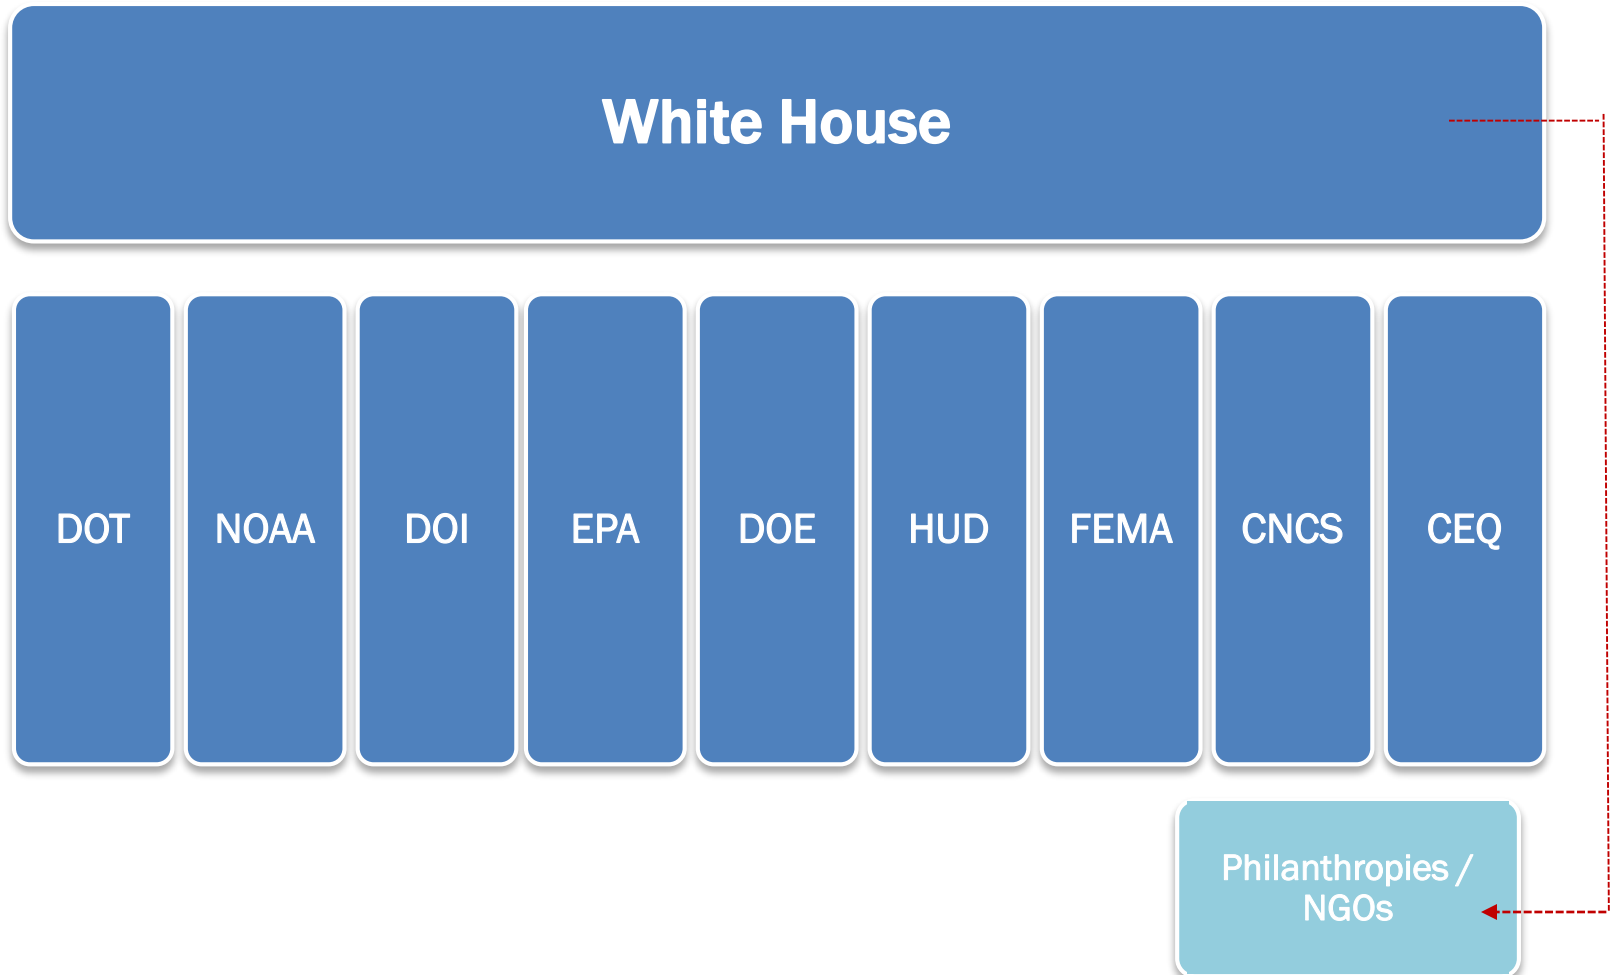 White House
DOT
NOAA
DOI
EPA
DOE
HUD
FEMA
CNCS
CEQ
Philanthropies /
NGOs